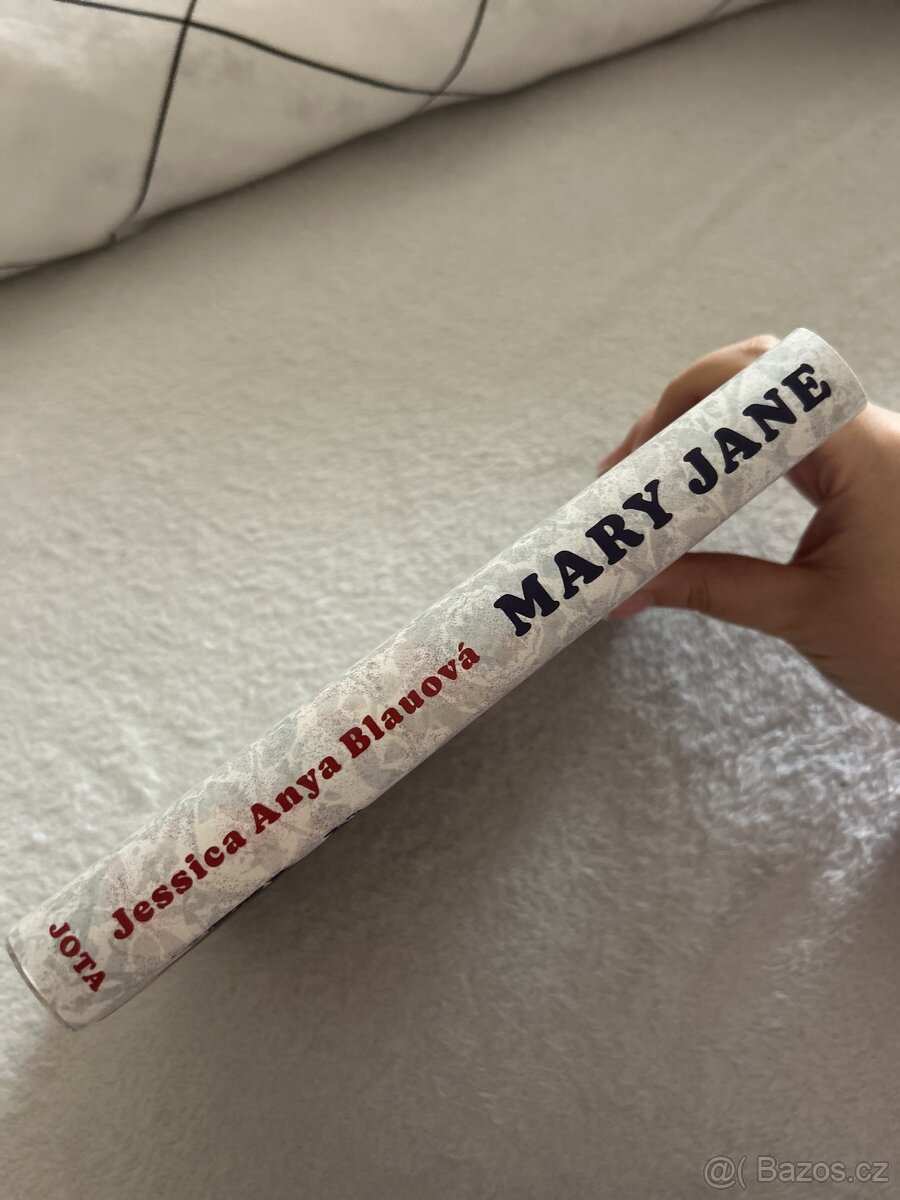 JOTA
Jessica Anya Blauová
MARY JANE
@( Bazos.cz